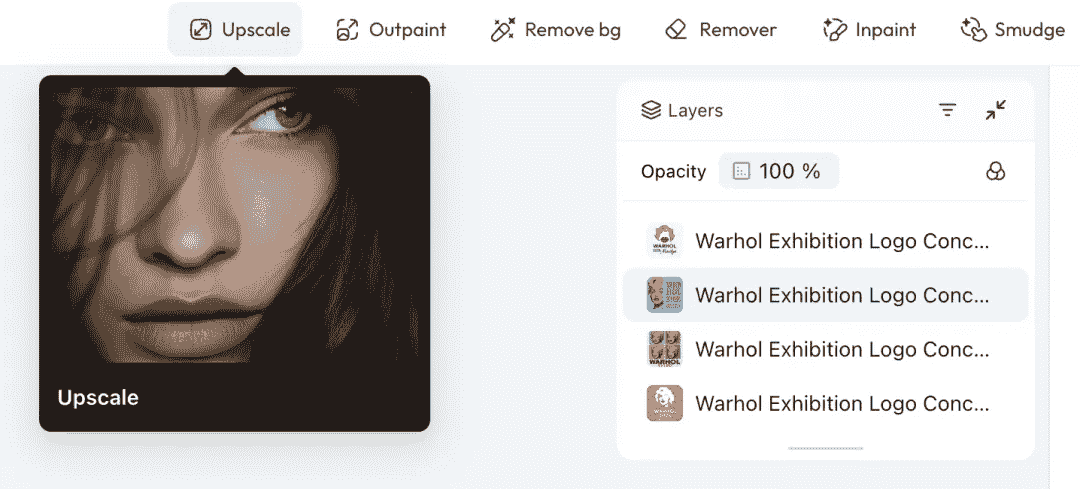 Upscale
Outpaint
Remove bg
Remover
Inpaint
Smudge
Upscale
Layers
Opacity
100 %
Warhol Exhibition Logo Conc...
Warhol Exhibition Logo Conc...
Warhol Exhibition Logo Conc...
WARHOL
Warhol Exhibition Logo Conc...